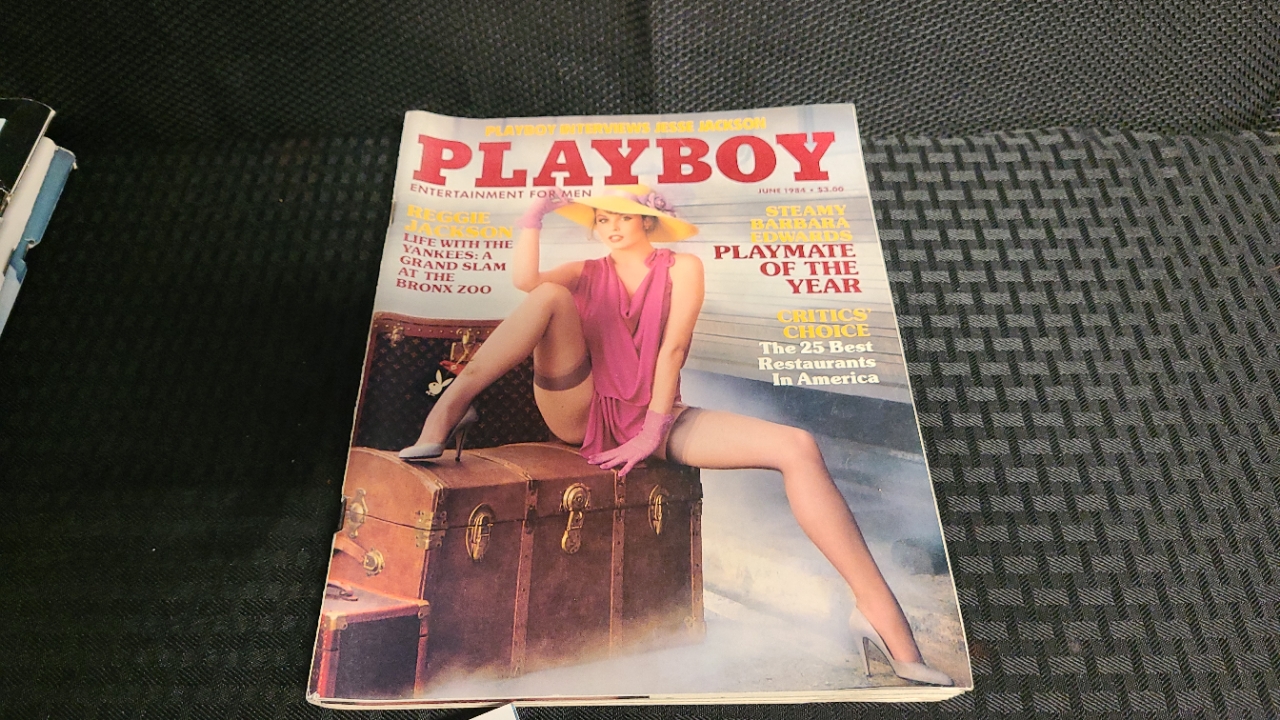 PLAYBOY INTERVIEWS JESSE JACKSON
PLAYBOY
ENTERTAINMENT FOR MEN
JUNE 1984 • $3.00
REGGIE
JACKSON
LIFE WITH THE
YANKEES: A
GRAND SLAM
AT THE
BRONX ZOO
STEAMY
BARBARA
EDWARDS
PLAYMATE
OF THE
YEAR
CRITICS'
CHOICE
The 25 Best
Restaurants
In America